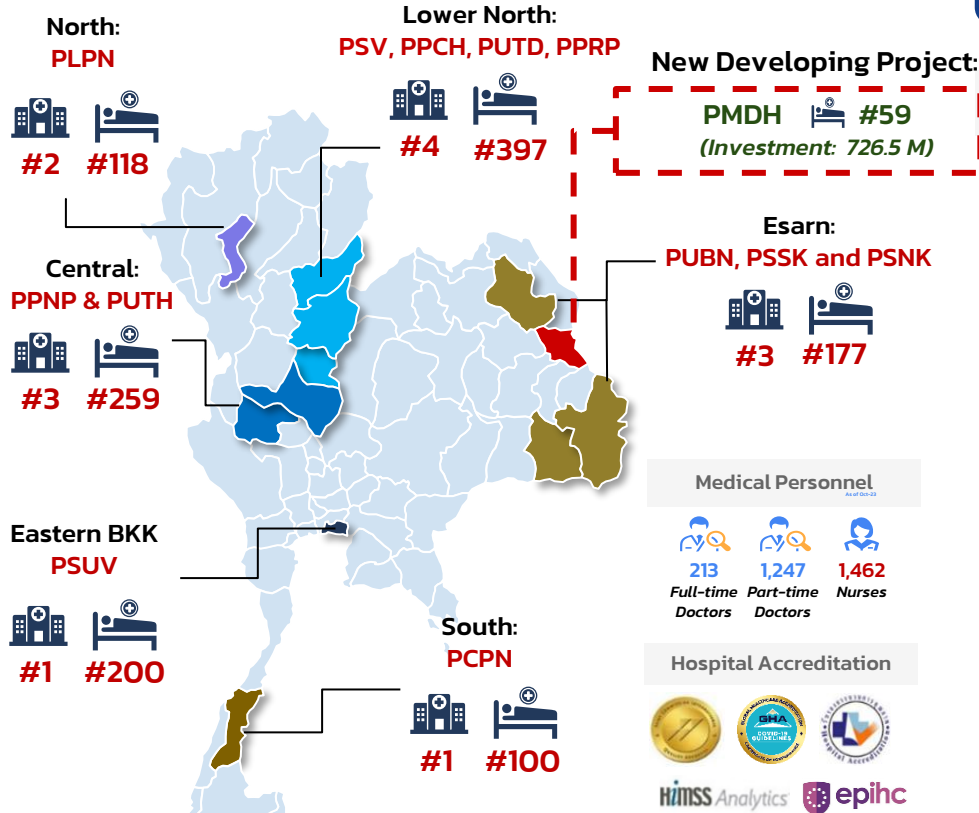 North:
PLPN
#2 #118
Lower North:
PSV, PPCH, PUTD, PPRP
#4 #397
New Developing Project:
PMDH #59
(Investment: 726.5 M)
Esarn:
PUBN, PSSK and PSNK
#3 #177
Central:
PPNP & PUTH
#3 #259
Eastern BKK
PSUV
#1 #200
South:
PCPN
#1 #100
Medical Personnel
As of Oct-23
213
Full-time
Doctors
1,247
Part-time
Doctors
1,462
Nurses
Hospital Accreditation
GHA
COVID-19
GUIDELINES
HiMSS Analytics
epihc